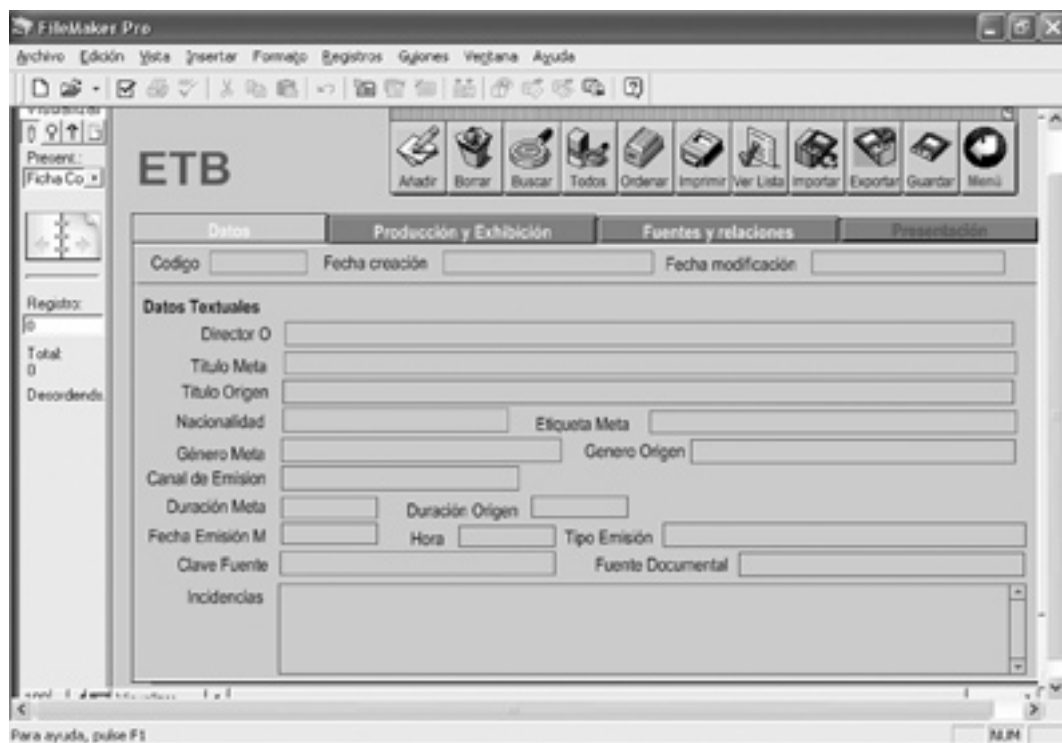 FileMaker Pro
Archivo Edición Vista Insertar Formato Registros Guiones Ventana Ayuda
Visualizar
Present.:
Ficha Co
ETB
Añadir Borrar Buscar Todos Ordenar Imprimir Ver Lista Importar Exportar Guardar Menú
Datos Producción y Exhibición Fuentes y relaciones Presentación
Codigo Fecha creación Fecha modificación
Registro:
0
Total:
0
Desordends.
Datos Textuales
Director O
Título Meta
Título Origen
Nacionalidad Etiqueta Meta
Género Meta Genero Origen
Canal de Emision
Duración Meta Duración Origen
Fecha Emisión M Hora Tipo Emisión
Clave Fuente Fuente Documental
Incidencias
Para ayuda, pulse F1 NUM